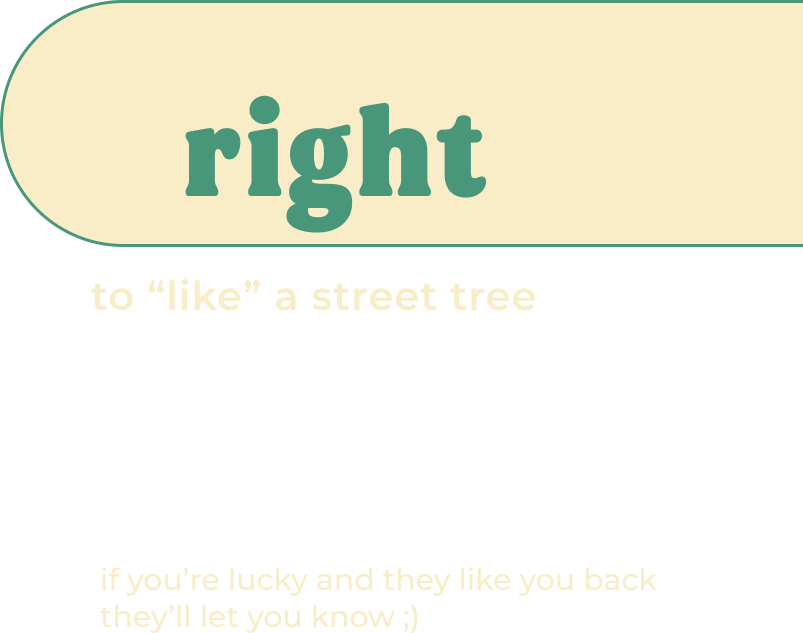 right
to “like” a street tree
if you’re lucky and they like you back
they’ll let you know ;)